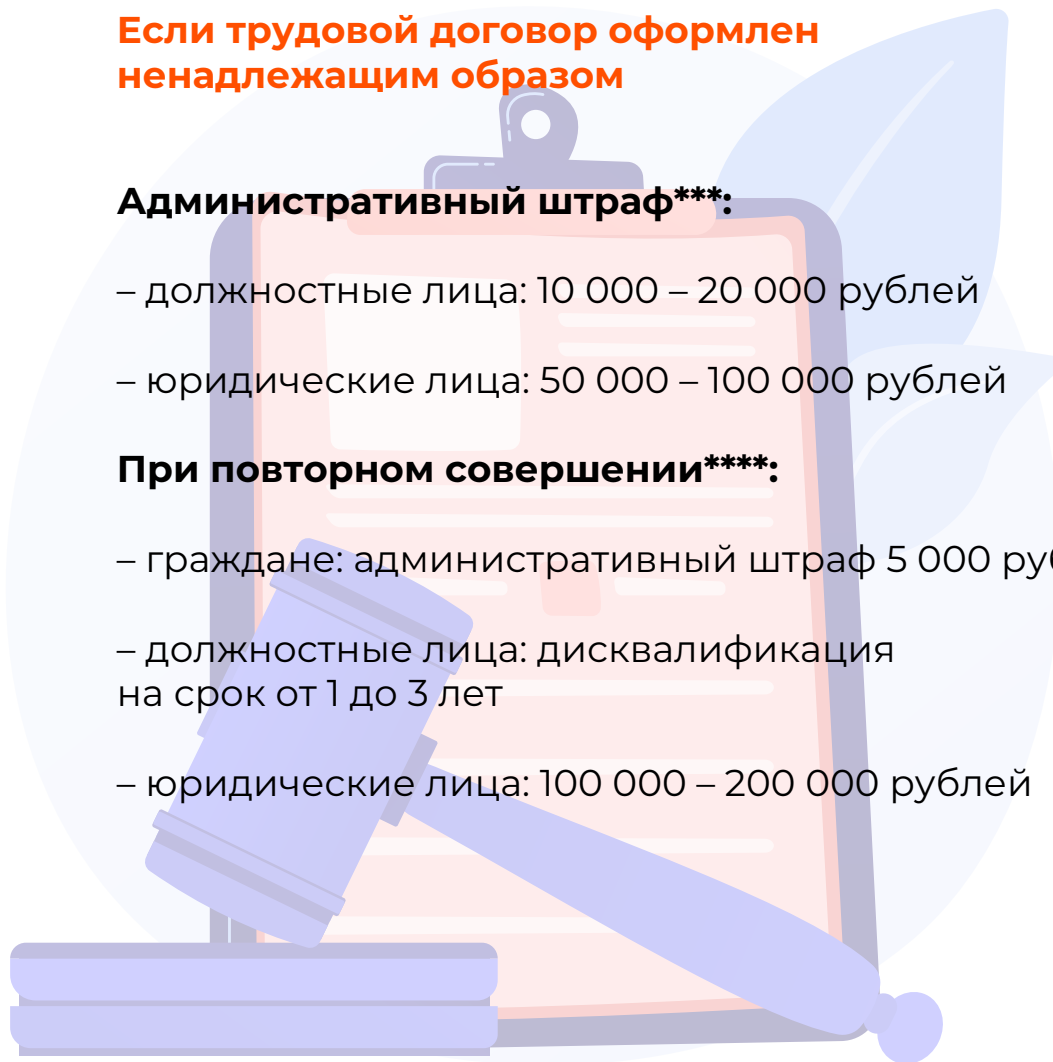 Если трудовой договор оформлен
ненадлежащим образом
Административный штраф***:
– должностные лица: 10 000 – 20 000 рублей
– юридические лица: 50 000 – 100 000 рублей
При повторном совершении****:
– граждане: административный штраф 5 000
– должностные лица: дисквалификация
на срок от 1 до 3 лет
– юридические лица: 100 000 – 200 000 рублей